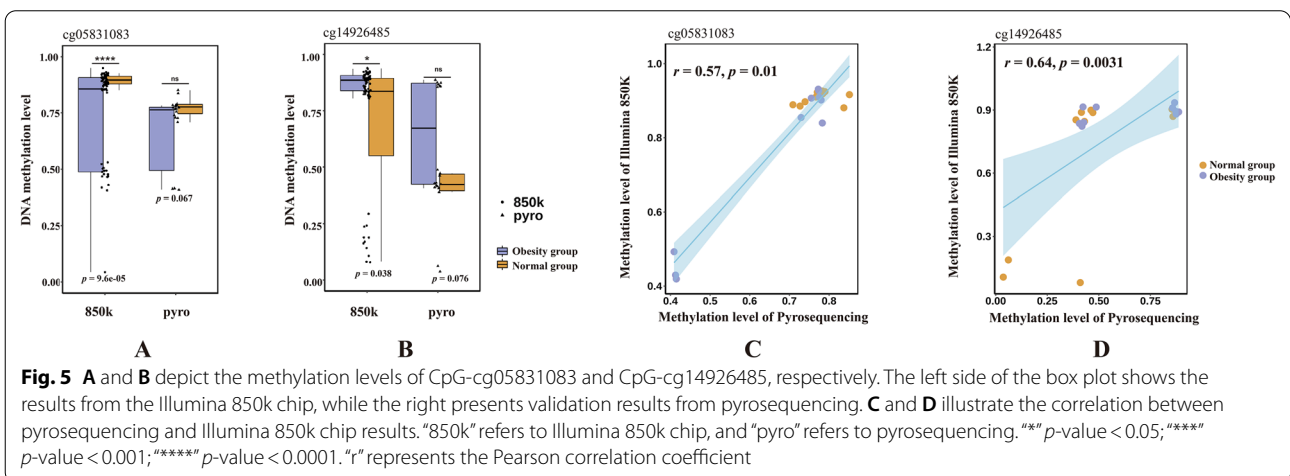 cg05831083
1.00
0.75
0.50
0.25
0.00
DNA methylation level
****
ns
p = 0.067
p = 9.6e-05
850k
pyro
A
cg14926485
1.00
0.75
0.50
0.25
0.00
DNA methylation level
*
ns
p = 0.038
p = 0.076
850k
pyro
B
850k
pyro
Obesity group
Normal group
cg05831083
r = 0.57, p = 0.01
1.0
0.8
0.6
0.4
Methylation level of Illumina 850K
0.4
0.5
0.6
0.7
0.8
Methylation level of Pyrosequencing
C
cg14926485
r = 0.64, p = 0.0031
1.2
0.9
0.6
0.3
Methylation level of Illumina 850K
0.00
0.25
0.50
0.75
Methylation level of Pyrosequencing
D
Normal group
Obesity group
Fig. 5 A and B depict the methylation levels of CpG-cg05831083 and CpG-cg14926485, respectively. The left side of the box plot shows the
results from the Illumina 850k chip, while the right presents validation results from pyrosequencing. C and D illustrate the correlation between
pyrosequencing and Illumina 850k chip results. “850k” refers to Illumina 850k chip, and “pyro” refers to pyrosequencing. “*” p-value < 0.05; “***”
p-value < 0.001; “****” p-value < 0.0001. “r” represents the Pearson correlation coefficient